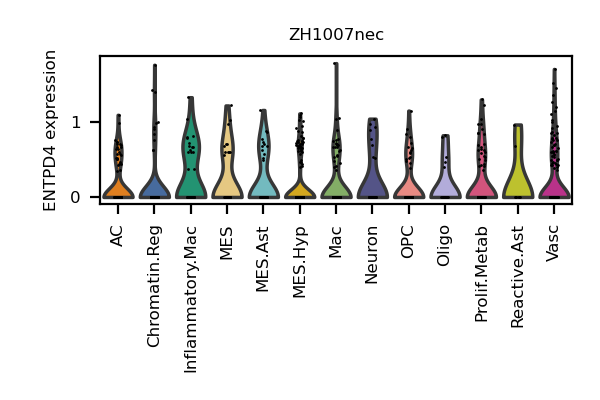 ZH1007nec
ENTPD4 expression
1
0
AC
Chromatin.Reg
Inflammatory.Mac
MES
MES.Ast
MES.Hyp
Mac
Neuron
OPC
Oligo
Prolif.Metab
Reactive.Ast
Vasc